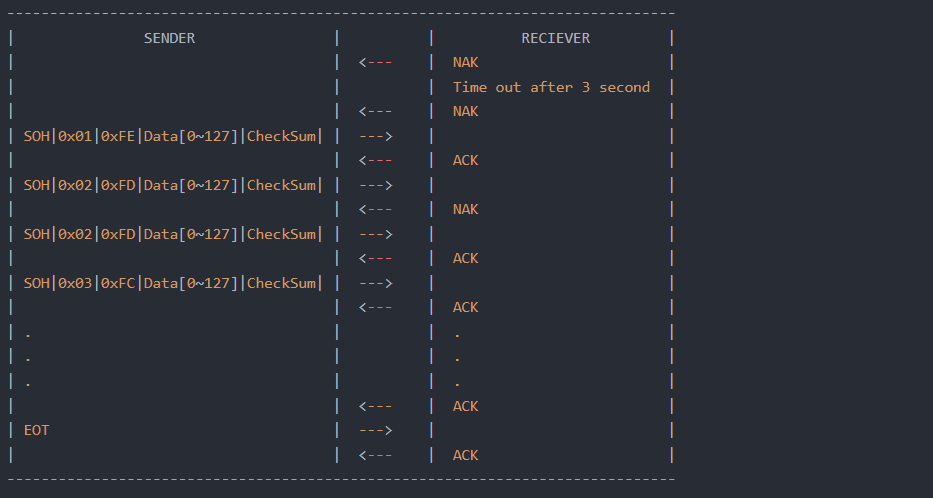 ------------------------------------------------------------------------------
|               SENDER                |          |           RECIEVER         |
|                                     |  <---    |  NAK                       |
|                                     |          |  Time out after 3 second   |
|                                     |  <---    |  NAK                       |
| SOH|0x01|0xFE|Data[0~127]|CheckSum| |  --->    |                            |
|                                     |  <---    |  ACK                       |
| SOH|0x02|0xFD|Data[0~127]|CheckSum| |  --->    |                            |
|                                     |  <---    |  NAK                       |
| SOH|0x02|0xFD|Data[0~127]|CheckSum| |  --->    |                            |
|                                     |  <---    |  ACK                       |
| SOH|0x03|0xFC|Data[0~127]|CheckSum| |  --->    |                            |
|                                     |  <---    |  ACK                       |
| .                                   |          |  .                         |
| .                                   |          |  .                         |
| .                                   |          |  .                         |
|                                     |  <---    |  ACK                       |
| EOT                                 |  --->    |                            |
|                                     |  <---    |  ACK                       |
------------------------------------------------------------------------------